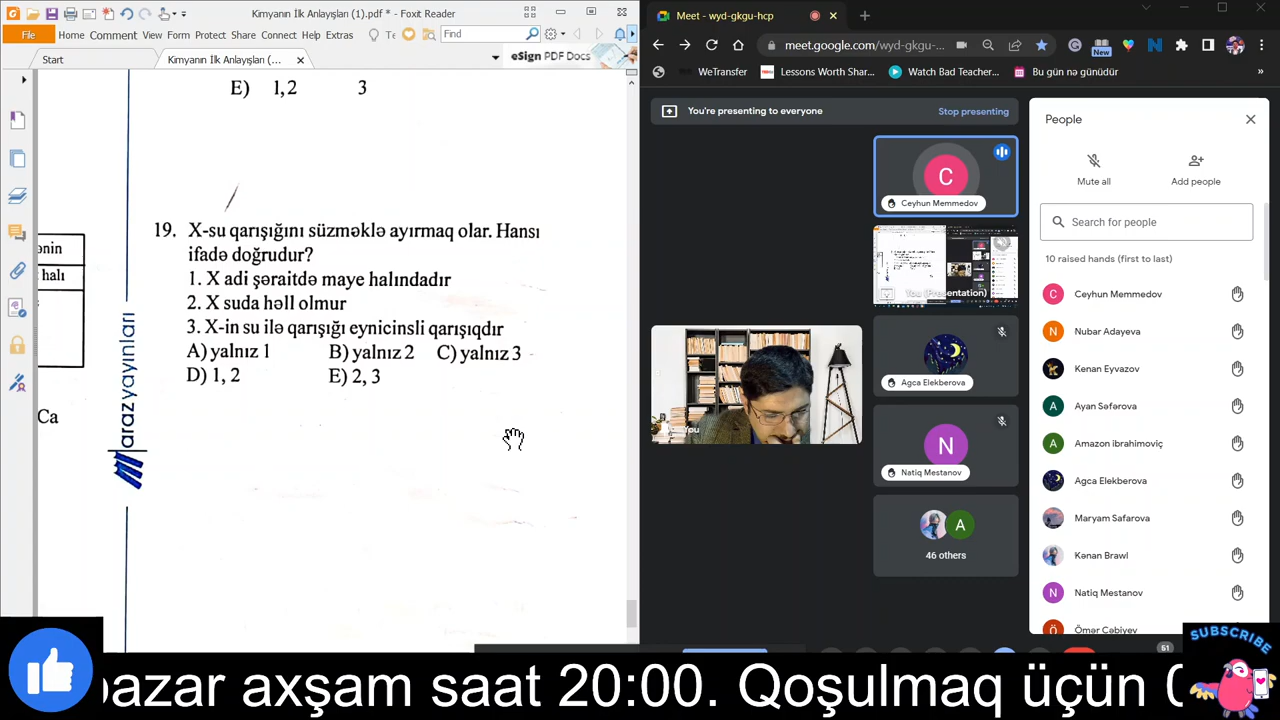 Kimyanın İlk Anlayışları (1).pdf * - Foxit Reader
File Home Comment View Form Protect Share Connect Help Extras
Find
Start
Kimyanın İlk Anlayışları (...
eSign PDF Docs
E) 1, 2 3
19. X-su qarışığını süzməklə ayırmaq olar. Hansı
ifadə doğrudur?
1. X adi şəraitdə maye halındadır
2. X suda həll olmur
3. X-in su ilə qarışığı eynicinsli qarışıqdır
A) yalnız 1 B) yalnız 2 C) yalnız 3
D) 1, 2 E) 2, 3
ənin
halı
Ca
araz yayınları
Meet - wyd-gkgu-hcp
meet.google.com/wyd-gkgu-...
New
WeTransfer
Lessons Worth Shar...
Watch Bad Teacher...
Bu gün nə günüdür
You're presenting to everyone
Stop presenting
C
Ceyhun Memmedov
You (Presentation)
Agca Elekberova
N
Natiq Mestanov
A
46 others
You
People
Mute all
Add people
Search for people
10 raised hands (first to last)
C Ceyhun Memmedov
N Nubar Adayeva
Kenan Eyvazov
A Ayan Səfərova
A Amazon ibrahimoviç
Agca Elekberova
Maryam Safarova
Kənan Brawl
N Natiq Mestanov
Ö Ömər Cəbiyev
61
pazar axşam saat 20:00. Qoşulmaq üçün
SUBSCRIBE